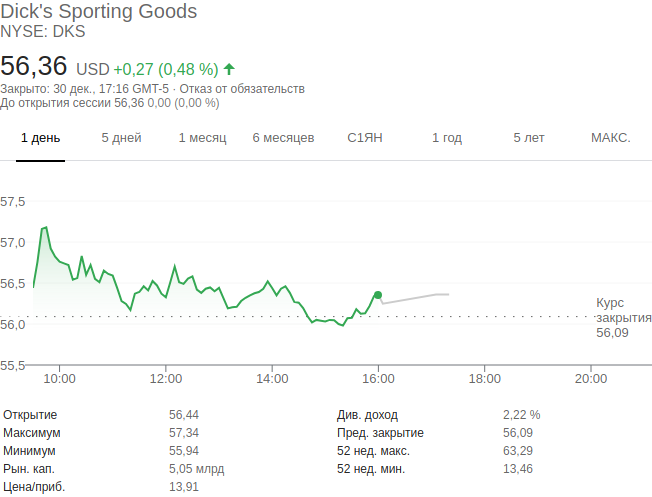 Dick's Sporting Goods
NYSE: DKS
56,36 USD +0,27 (0,48 %)
Закрыто: 30 дек., 17:16 GMT-5 · Отказ от обязательств
До открытия сессии 56,36 0,00 (0,00 %)
1 день 5 дней 1 месяц 6 месяцев С1ЯН 1 год 5 лет МАКС.
57,5
57,0
56,5
56,0
55,5
Курс
закрытия
56,09
10:00 12:00 14:00 16:00 18:00 20:00
Открытие 56,44 Див. доход 2,22 %
Максимум 57,34 Пред. закрытие 56,09
Минимум 55,94 52 нед. макс. 63,29
Рын. кап. 5,05 млрд 52 нед. мин. 13,46
Цена/приб. 13,91